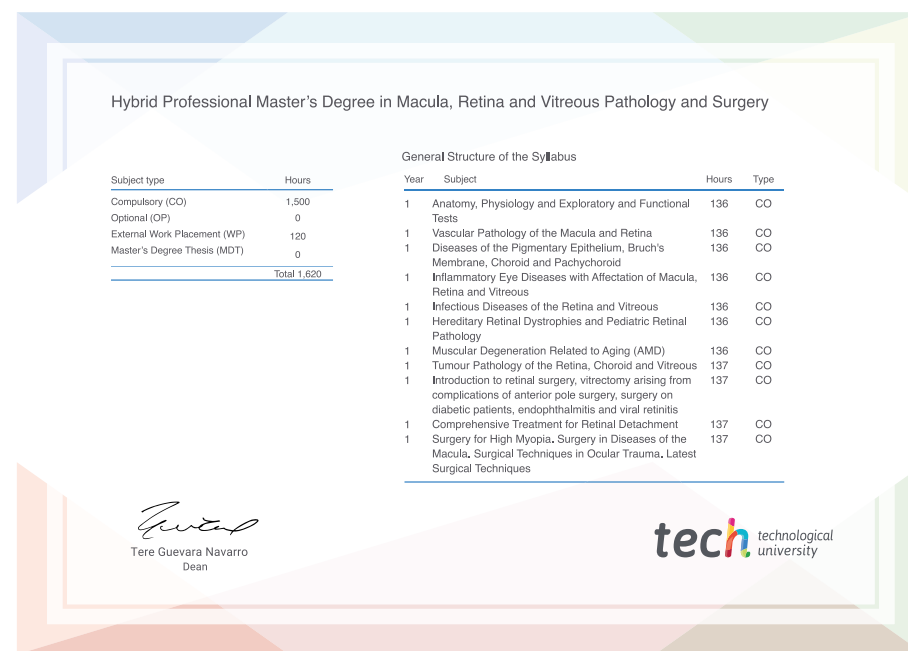 Hybrid Professional Master's Degree in Macula, Retina and Vitreous Pathology and Surgery
Subject type Hours
Compulsory (CO) 1,500
Optional (OP) 0
External Work Placement (WP) 120
Master's Degree Thesis (MDT) 0
Total 1,620
General Structure of the Syllabus
Year Subject Hours Type
1 Anatomy, Physiology and Exploratory and Functional 136 CO
Tests
1 Vascular Pathology of the Macula and Retina 136 CO
1 Diseases of the Pigmentary Epithelium, Bruch's 136 CO
Membrane, Choroid and Pachychoroid
1 Inflammatory Eye Diseases with Affectation of Macula, 136 CO
Retina and Vitreous
1 Infectious Diseases of the Retina and Vitreous 136 CO
1 Hereditary Retinal Dystrophies and Pediatric Retinal 136 CO
Pathology
1 Muscular Degeneration Related to Aging (AMD) 136 CO
1 Tumour Pathology of the Retina, Choroid and Vitreous 137 CO
1 Introduction to retinal surgery, vitrectomy arising from 137 CO
complications of anterior pole surgery, surgery on
diabetic patients, endophthalmitis and viral retinitis
1 Comprehensive Treatment for Retinal Detachment 137 CO
1 Surgery for High Myopia. Surgery in Diseases of the 137 CO
Macula. Surgical Techniques in Ocular Trauma. Latest
Surgical Techniques
Tere Guevara Navarro
Dean
tech technological
university